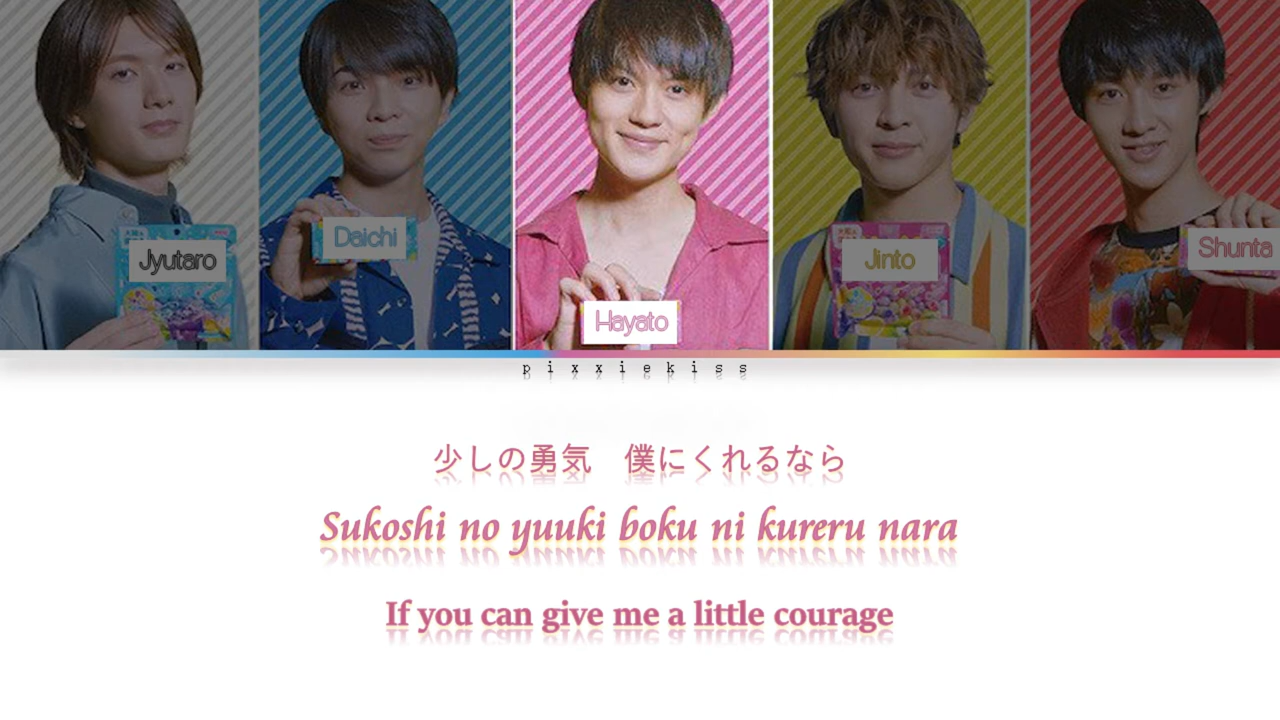 Jyutaro
Daichi
Hayato
Jinto
Shunta
pixxiekiss
少しの勇気　僕にくれるなら
Sukoshi no yuuki boku ni kureru nara
If you can give me a little courage